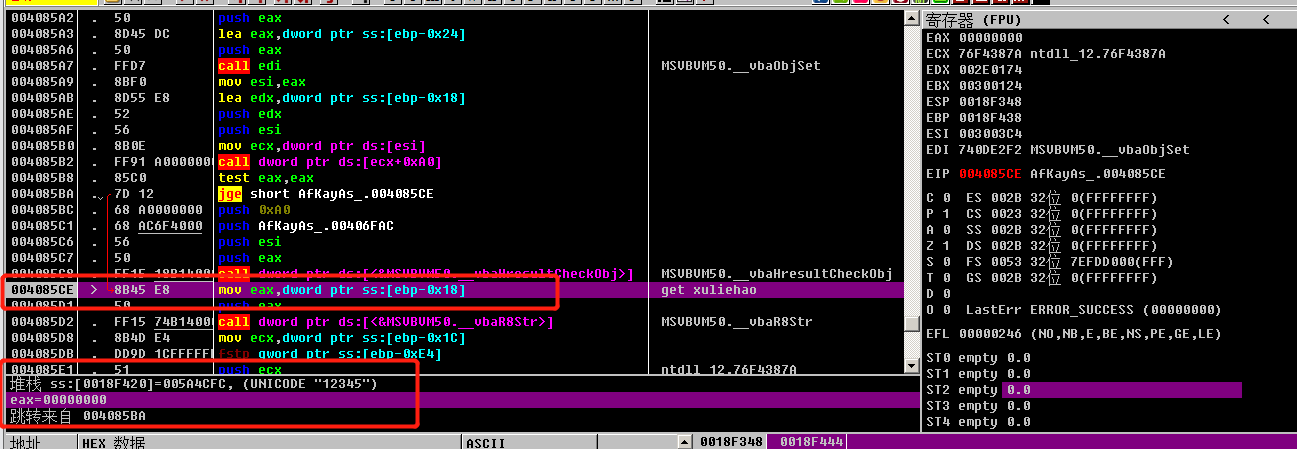 004085A2 . 50 push eax
004085A3 . 8D45 DC lea eax,dword ptr ss:[ebp-0x24]
004085A6 . 50 push eax
004085A7 . FFD7 call edi MSVBVM50.__vbaObjSet
004085A9 . 8BF0 mov esi,eax
004085AB . 8D55 E8 lea edx,dword ptr ss:[ebp-0x18]
004085AE . 52 push edx
004085AF . 56 push esi
004085B0 . 8B0E mov ecx,dword ptr ds:[esi]
004085B2 . FF91 A0000000 call dword ptr ds:[ecx+0xA0]
004085B8 . 85C0 test eax,eax
004085BA . 7D 12 jge short AfKayAs_.004085CE
004085BC . 68 A0000000 push 0xA0
004085C1 . 68 AC6F4000 push AfKayAs_.00406FAC
004085C6 . 56 push esi
004085C7 . 50 push eax
004085C8 . FF15 18B14000 call dword ptr ds:[<&MSVBVM50.__vbaHresultCheckObj>] MSVBVM50.__vbaHresultCheckObj
004085CE > 8B45 E8 mov eax,dword ptr ss:[ebp-0x18] get xuliehao
004085D1 . 50 push eax
004085D2 . FF15 74B14000 call dword ptr ds:[<&MSVBVM50.__vbaR8Str>] MSVBVM50.__vbaR8Str
004085D8 . 8B4D E4 mov ecx,dword ptr ss:[ebp-0x1C]
004085DB . DD9D 1CFFFFFF fstp qword ptr ss:[ebp-0xE4]
004085E1 . 51 push ecx ntdll_12.76F4387A
堆栈 ss:[0018F420]=005A4CFC, (UNICODE "12345")
eax=00000000
跳转来自 004085BA
地址 HEX 数据 ASCII
0018F348 0018F444
寄存器 (FPU) < <
EAX 00000000
ECX 76F4387A ntdll_12.76F4387A
EDX 002E0174
EBX 00300124
ESP 0018F348
EBP 0018F438
ESI 003003C4
EDI 740DE2F2 MSVBVM50.__vbaObjSet
EIP 004085CE AfKayAs_.004085CE
C 0 ES 002B 32位 0(FFFFFFFF)
P 1 CS 0023 32位 0(FFFFFFFF)
A 0 SS 002B 32位 0(FFFFFFFF)
Z 1 DS 002B 32位 0(FFFFFFFF)
S 0 FS 0053 32位 7EFDD000(FFF)
T 0 GS 002B 32位 0(FFFFFFFF)
D 0
O 0 LastErr ERROR_SUCCESS (00000000)
EFL 00000246 (NO,NB,E,BE,NS,PE,GE,LE)
ST0 empty 0.0
ST1 empty 0.0
ST2 empty 0.0
ST3 empty 0.0
ST4 empty 0.0